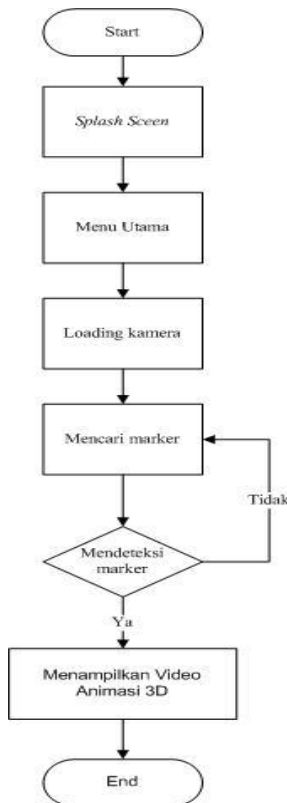 Start
Splash Sceen
Menu Utama
Loading kamera
Mencari marker
Tidak
Mendeteksi
marker
Ya
Menampilkan Video
Animasi 3D
End